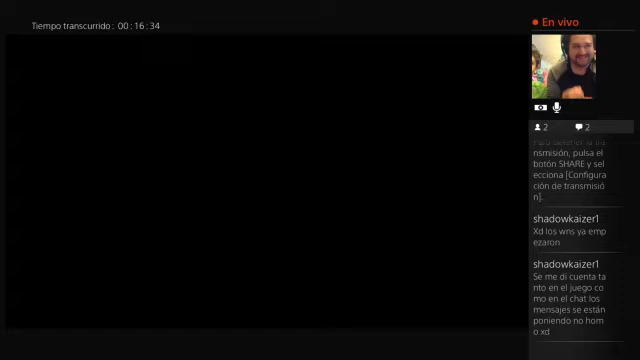 Tiempo transcurrido: 00:16:34
En vivo
2
2
nsmisión, pulsa el
botón SHARE y sel
ecciona [Configura
ción de transmisió
n].
shadowkaizer1
Xd los wns ya emp
ezaron
shadowkaizer1
Se me di cuenta ta
nto en el juego co
mo en el chat los
mensajes se están
poniendo no hom
o xd